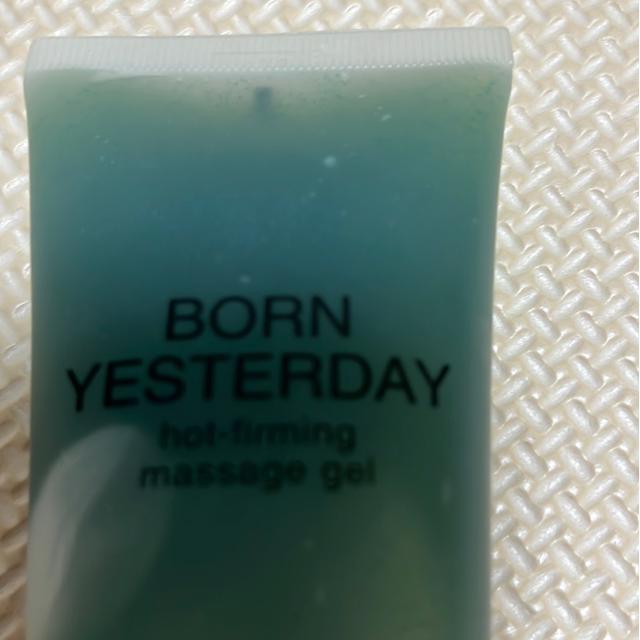 BORN
YESTERDAY
hot-firming
massage gel